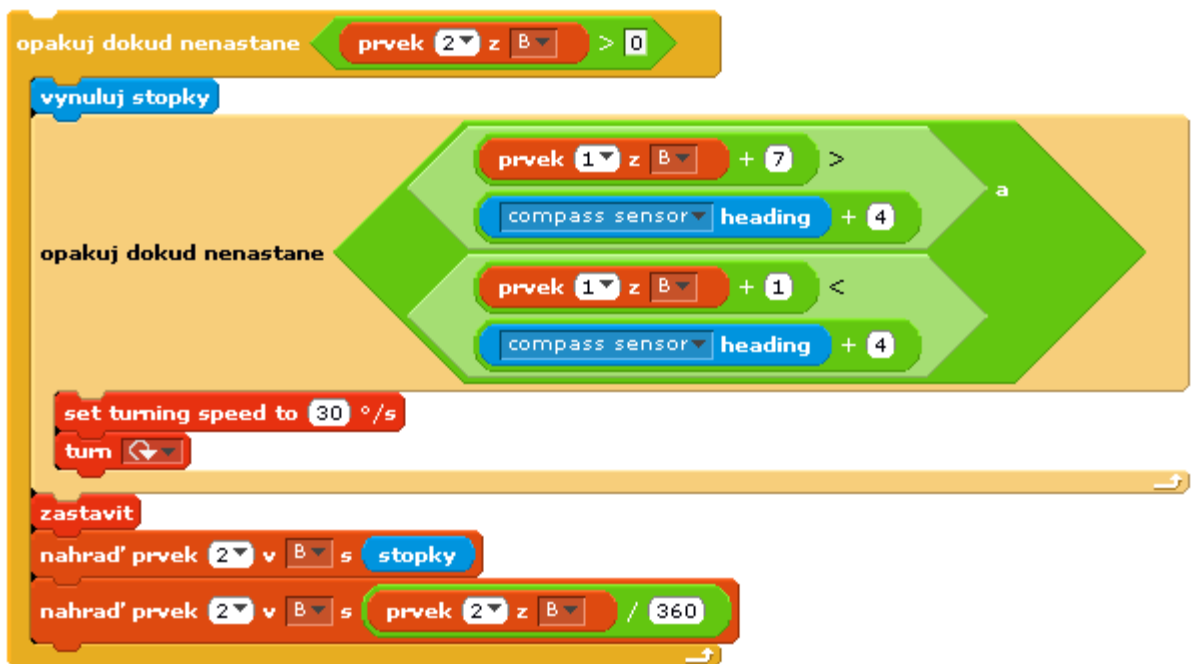 opakuj dokud nenastane prvek 2 z B > 0
vynuluj stopky
prvek 1 z B + 7 >
compass sensor heading + 4
a
opakuj dokud nenastane
prvek 1 z B + 1 <
compass sensor heading + 4
set turning speed to 30 °/s
turn
zastavit
nahraď prvek 2 v B s stopky
nahraď prvek 2 v B s prvek 2 z B / 360